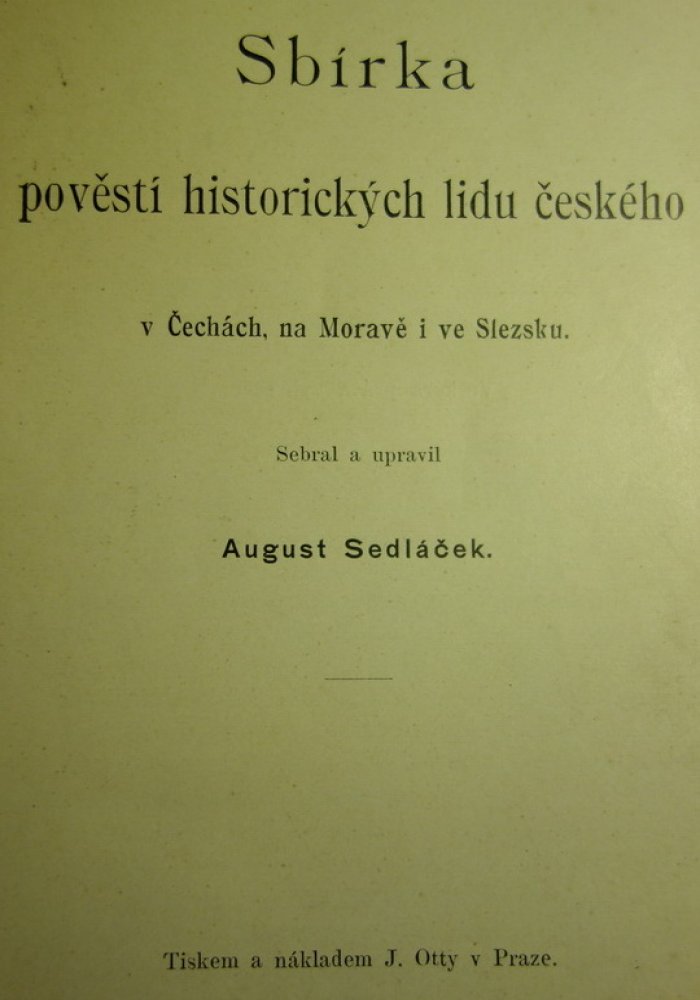 Sbírka
pověstí historických lidu českého
v Čechách, na Moravě i ve Slezsku.
Sebral a upravil
August Sedláček.
Tiskem a nákladem J. Otty v Praze.